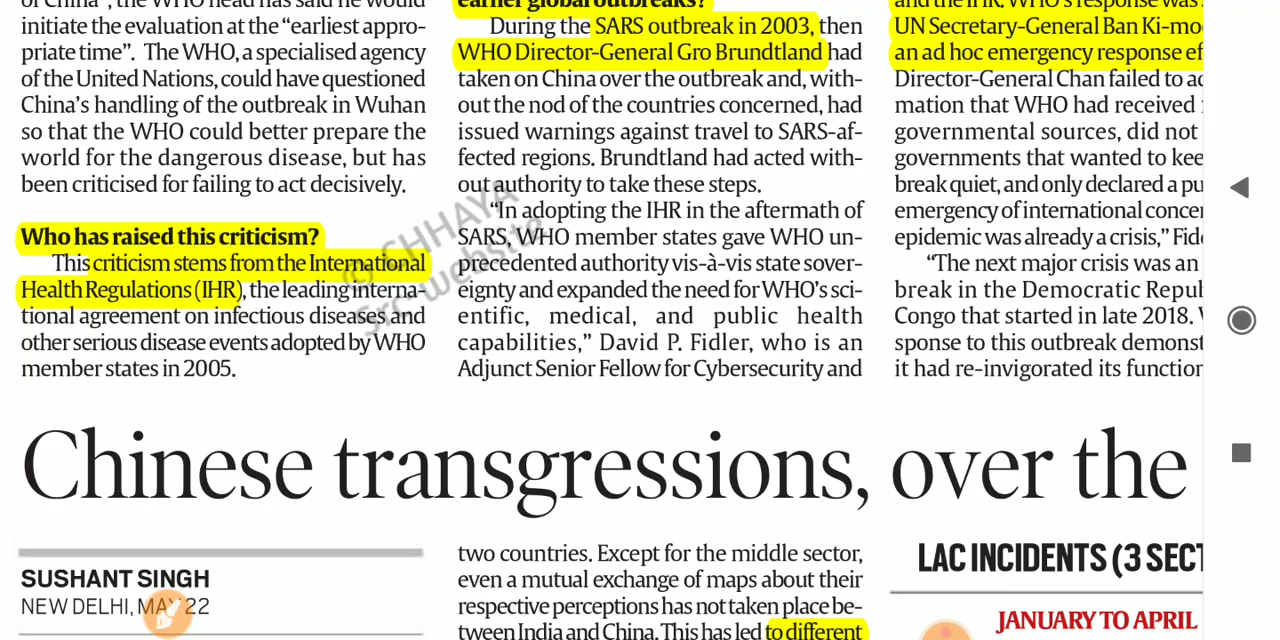 of China”, the WHO head has said he would
initiate the evaluation at the “earliest appro-
priate time”. The WHO, a specialised agency
of the United Nations, could have questioned
China’s handling of the outbreak in Wuhan
so that the WHO could better prepare the
world for the dangerous disease, but has
been criticised for failing to act decisively.
Who has raised this criticism?
This criticism stems from the International
Health Regulations (IHR), the leading interna-
tional agreement on infectious diseases and
other serious disease events adopted by WHO
member states in 2005.
earlier global outbreaks?
During the SARS outbreak in 2003, then
WHO Director-General Gro Brundtland had
taken on China over the outbreak and, with-
out the nod of the countries concerned, had
issued warnings against travel to SARS-af-
fected regions. Brundtland had acted with-
out authority to take these steps.
“In adopting the IHR in the aftermath of
SARS, WHO member states gave WHO un-
precedented authority vis-à-vis state sover-
eignty and expanded the need for WHO’s sci-
entific, medical, and public health
capabilities,” David P. Fidler, who is an
Adjunct Senior Fellow for Cybersecurity and
and the IHR. WHO’s response was s
UN Secretary-General Ban Ki-mo
an ad hoc emergency response ef
Director-General Chan failed to ac
mation that WHO had received
governmental sources, did not
governments that wanted to kee
break quiet, and only declared a pu
emergency of international concer
epidemic was already a crisis,” Fid
“The next major crisis was an
break in the Democratic Repu
Congo that started in late 2018.
sponse to this outbreak demonst
it had re-invigorated its function
© CHHAYA
Src-website
Chinese transgressions, over the
SUSHANT SINGH
NEW DELHI, MAY 22
two countries. Except for the middle sector,
even a mutual exchange of maps about their
respective perceptions has not taken place be-
tween India and China. This has led to different
LAC INCIDENTS (3 SECT
JANUARY TO APRIL